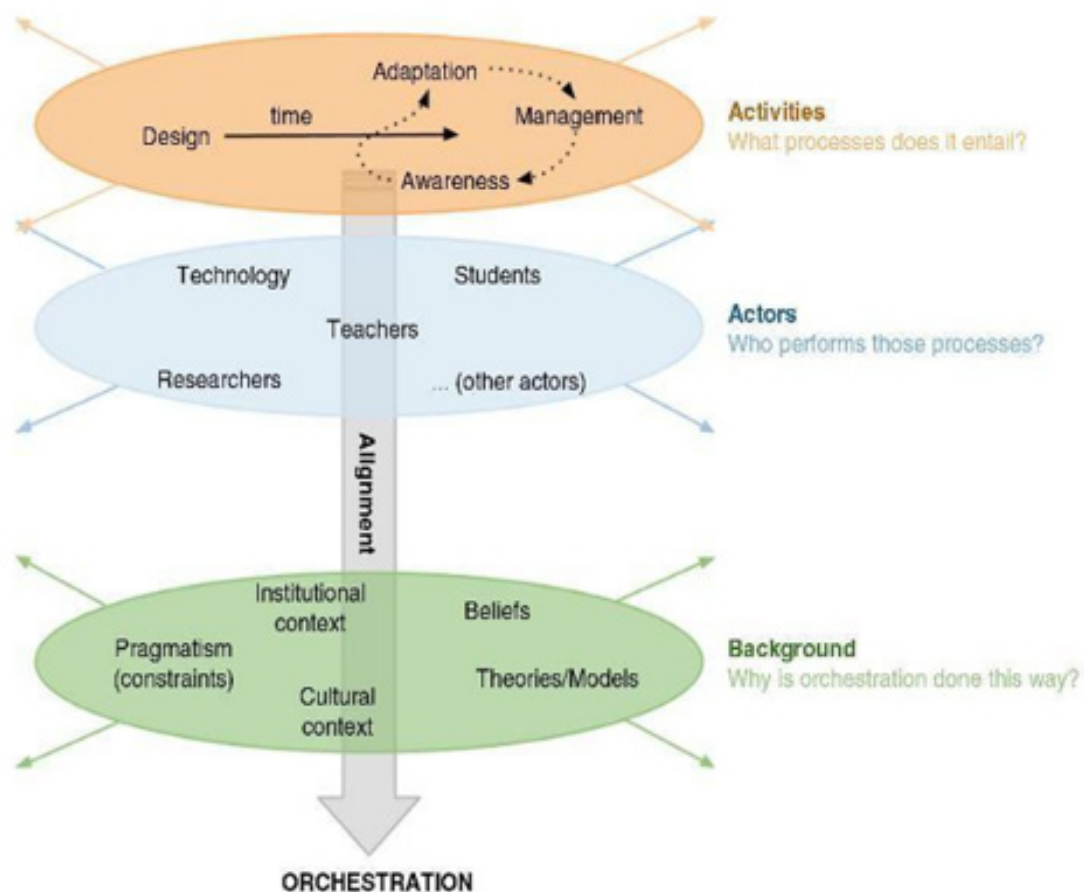 Adaptation
time
Management
Design
Awareness
Activities
What processes does it entail?
Technology
Students
Teachers
Researchers
... (other actors)
Actors
Who performs those processes?
Alignment
Institutional
context
Beliefs
Pragmatism
(constraints)
Theories/Models
Cultural
context
Background
Why is orchestration done this way?
ORCHESTRATION